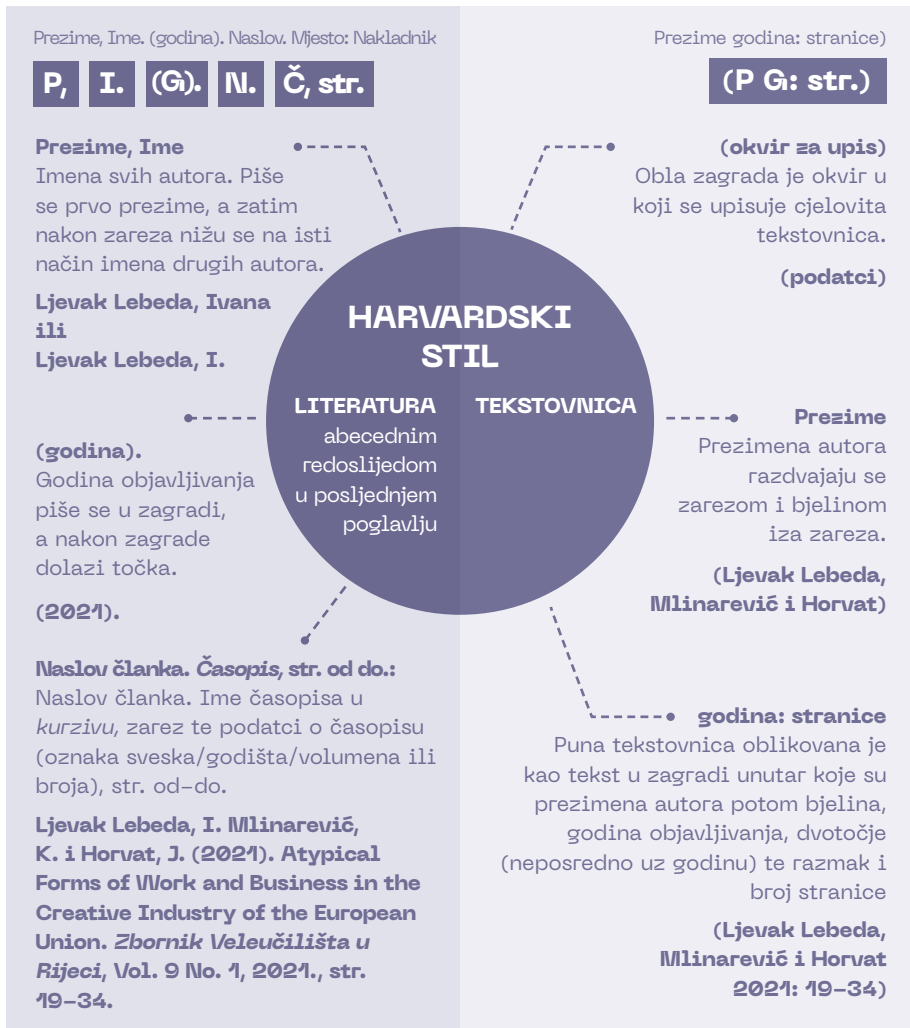 Prezime, Ime. (godina). Naslov. Mjesto: Nakladnik
P, I. (G). N. Č, str.
Prezime, Ime
Imena svih autora. Piše
se prvo prezime, a zatim
nakon zareza nižu se na isti
način imena drugih autora.
Ljevak Lebeda, Ivana
ili
Ljevak Lebeda, I.
(godina).
Godina objavljivanja
piše se u zagradi,
a nakon zagrade
dolazi točka.
(2021).
Naslov članka. Časopis, str. od do.:
Naslov članka. Ime časopisa u
kurzivu, zarez te podatci o časopisu
(oznaka sveska/godišta/volumena ili
broja), str. od–do.
Ljevak Lebeda, I. Mlinarević,
K. i Horvat, J. (2021). Atypical
Forms of Work and Business in the
Creative Industry of the European
Union. Zbornik Veleučilišta u
Rijeci, Vol. 9 No. 1, 2021., str.
19–34.
HARVARDSKI
STIL
LITERATURA
abecednim
redoslijedom
u posljednjem
poglavlju
TEKSTOVNICA
Prezime godina: stranice)
(P G: str.)
(okvir za upis)
Obla zagrada je okvir u
koji se upisuje cjelovita
tekstovnica.
(podatci)
Prezime
Prezimena autora
razdvajaju se
zarezom i bjelinom
iza zareza.
(Ljevak Lebeda,
Mlinarević i Horvat)
godina: stranice
Puna tekstovnica oblikovana je
kao tekst u zagradi unutar koje su
prezimena autora potom bjelina,
godina objavljivanja, dvotočje
(neposredno uz godinu) te razmak i
broj stranice
(Ljevak Lebeda,
Mlinarević i Horvat
2021: 19–34)